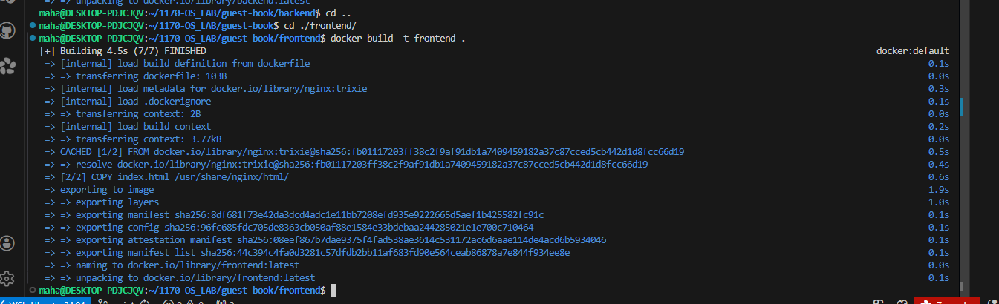 => => unpacking to docker.io/library/backend:latest
maha@DESKTOP-PDJCJQV:~/1170-OS_LAB/guest-book/backend$ cd ..
maha@DESKTOP-PDJCJQV:~/1170-OS_LAB/guest-book$ cd ./frontend/
maha@DESKTOP-PDJCJQV:~/1170-OS_LAB/guest-book/frontend$ docker build -t frontend .
[+] Building 4.5s (7/7) FINISHED docker:default
=> [internal] load build definition from dockerfile 0.1s
=> => transferring dockerfile: 103B 0.0s
=> [internal] load metadata for docker.io/library/nginx:trixie 0.3s
=> [internal] load .dockerignore 0.1s
=> => transferring context: 2B 0.0s
=> [internal] load build context 0.2s
=> => transferring context: 3.77kB 0.0s
=> CACHED [1/2] FROM docker.io/library/nginx:trixie@sha256:fb01117203ff38c2f9af91db1a7409459182a37c87cced5cb442d1d8fcc66d19 0.5s
=> => resolve docker.io/library/nginx:trixie@sha256:fb01117203ff38c2f9af91db1a7409459182a37c87cced5cb442d1d8fcc66d19 0.4s
=> [2/2] COPY index.html /usr/share/nginx/html/ 0.6s
=> exporting to image 1.9s
=> => exporting layers 1.0s
=> => exporting manifest sha256:8df681f73e42da3dcd4adc1e11bb7208efd935e9222665d5aef1b425582fc91c 0.1s
=> => exporting config sha256:96fc685fdc705de8363cb050af88e1584e33bdebaa244285021e1e700c710464 0.1s
=> => exporting attestation manifest sha256:08eef867b7dae9375f4fad538ae3614c531172ac6d6aae114de4acd6b5934046 0.1s
=> => exporting manifest list sha256:44c394c4fa0d3281c57dfdb2bb11af683fd90e564ceab86878a7e844f934ee8e 0.1s
=> => naming to docker.io/library/frontend:latest 0.0s
=> => unpacking to docker.io/library/frontend:latest 0.1s
maha@DESKTOP-PDJCJQV:~/1170-OS_LAB/guest-book/frontend$